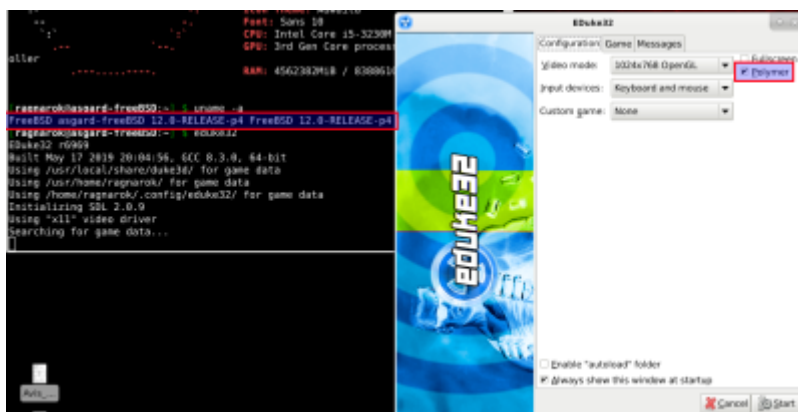 Font: Sans 10
CPU: Intel Core i5-3230M
GPU: 3rd Gen Core proces
oller
RAM: 4562382MiB /
[ragnarok@asgard-freeBSD:~] $ uname -a
FreeBSD asgard-freeBSD 12.0-RELEASE-p4 FreeBSD 12.0-RELEASE-p4
[ragnarok@asgard-freeBSD:~] $ eduke32
EDuke32 r6969
Built May 17 2019 20:04:56, GCC 8.3.0, 64-bit
Using /usr/local/share/duke3d/ for game data
Using /usr/home/ragnarok/ for game data
Using /home/ragnarok/.config/eduke32/ for game data
Initializing SDL 2.0.9
Using "x11" video driver
Searching for game data...
EDuke32
Configuration Game Messages
Video mode: 1024x768 OpenGL
Fullscreen
Polymer
Input devices: Keyboard and mouse
Custom game: None
eduke32
Enable "autoload" folder
Always show this window at startup
Cancel Start